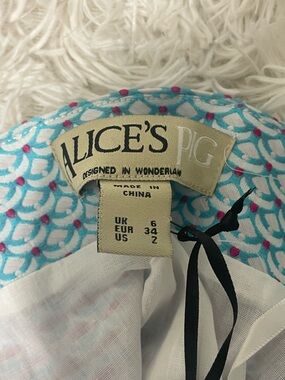 ALICE'S PIG
DESIGNED IN WONDERLAND
MADE IN
CHINA
UK 6
EUR 34
US 2